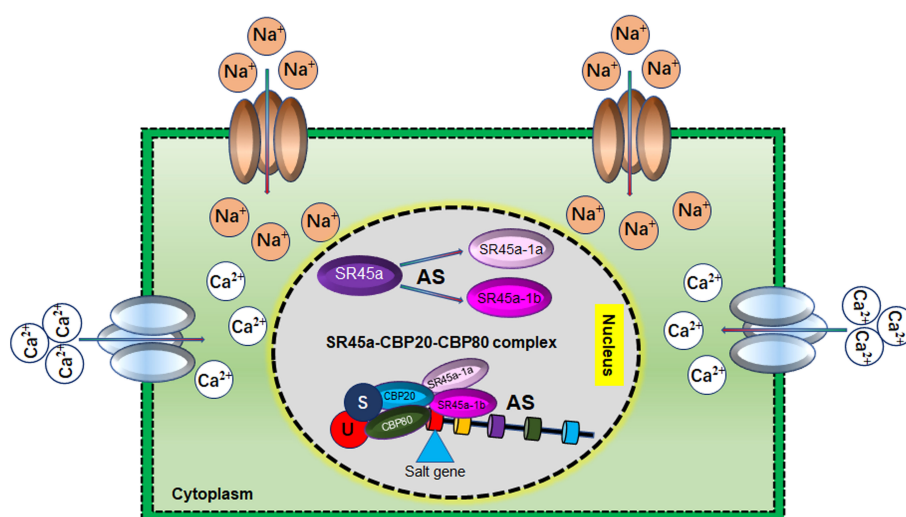 Na+
Na+
Na+
Na+
Na+
Na+
Na+
Na+
Na+
Na+
Na+
Na+
Ca2+
Ca2+
Ca2+
Ca2+
Ca2+
Ca2+
Ca2+
Ca2+
Ca2+
Ca2+
Ca2+
Ca2+
SR45a
AS
SR45a-1a
SR45a-1b
Nucleus
SR45a-CBP20-CBP80 complex
SR45a-1a
S
CBP20
SR45a-1b
AS
U
CBP80
Salt gene
Cytoplasm